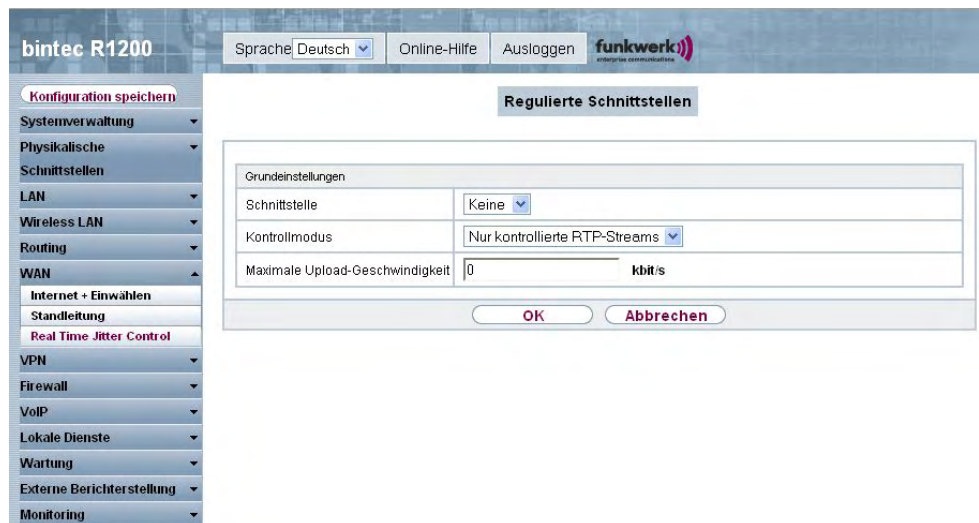 bintec R1200
Sprache Deutsch
Online-Hilfe
Ausloggen
funkwerk
enterprise communications
Konfiguration speichern
Systemverwaltung
Physikalische
Schnittstellen
LAN
Wireless LAN
Routing
WAN
Internet + Einwählen
Standleitung
Real Time Jitter Control
VPN
Firewall
VoIP
Lokale Dienste
Wartung
Externe Berichterstellung
Monitoring
Regulierte Schnittstellen
Grundeinstellungen
Schnittstelle Keine
Kontrollmodus Nur kontrollierte RTP-Streams
Maximale Upload-Geschwindigkeit 0 kbit/s
OK Abbrechen